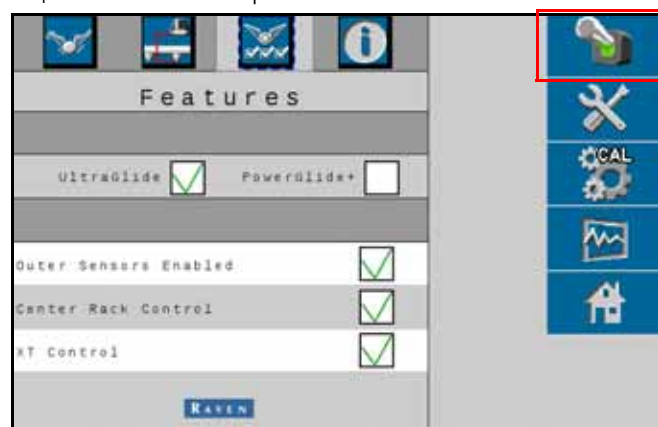 Features
UltraGlide PowerGlide+
CAL
Outer Sensors Enabled
Center Rack Control
XT Control
RAVEN